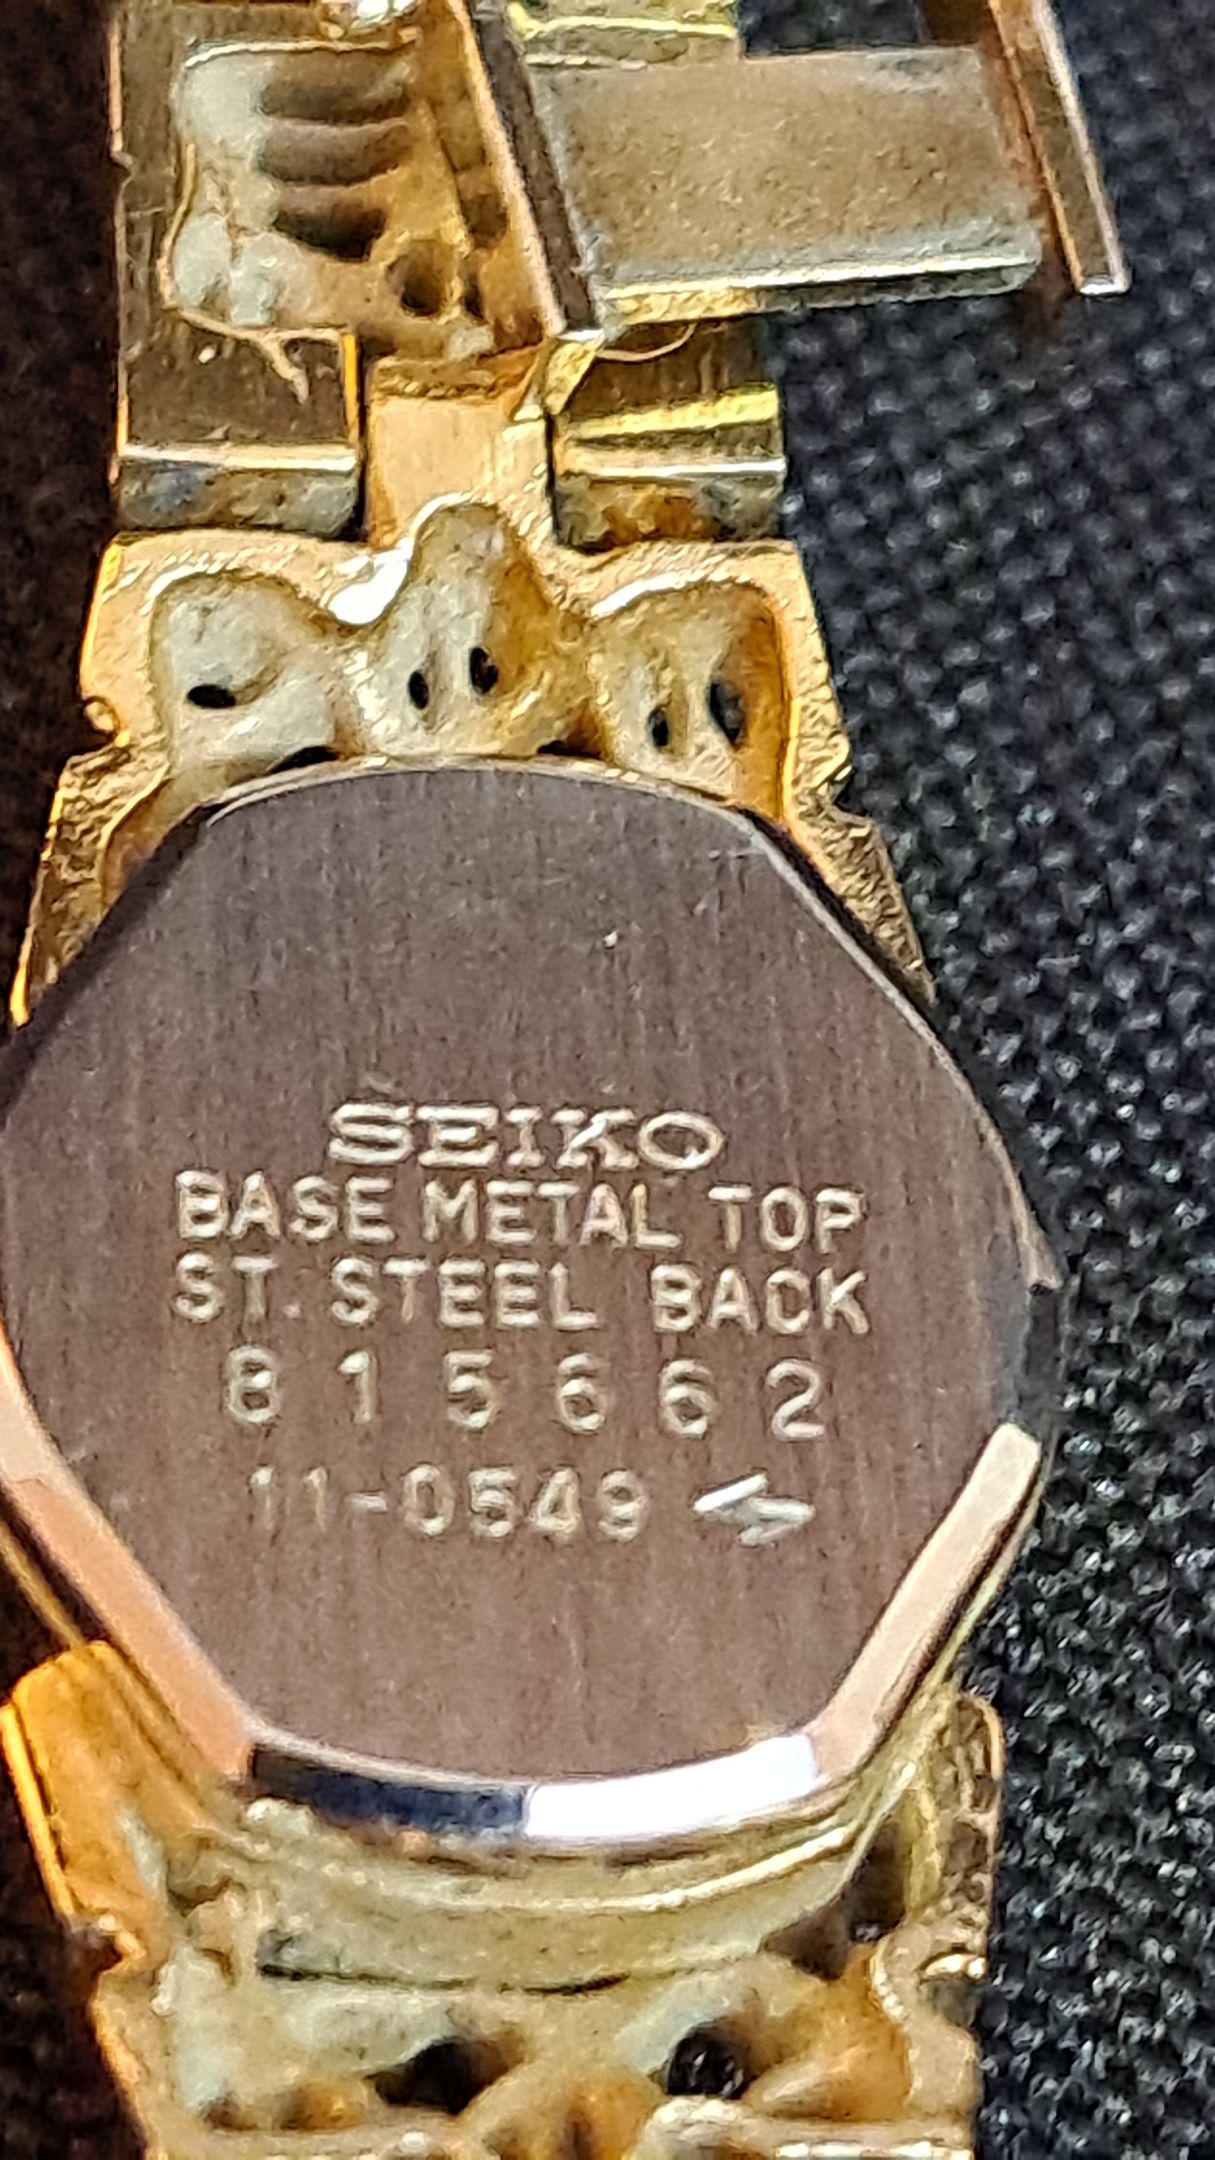 SEIKO
BASE METAL TOP
ST. STEEL BACK
815662
11-0549